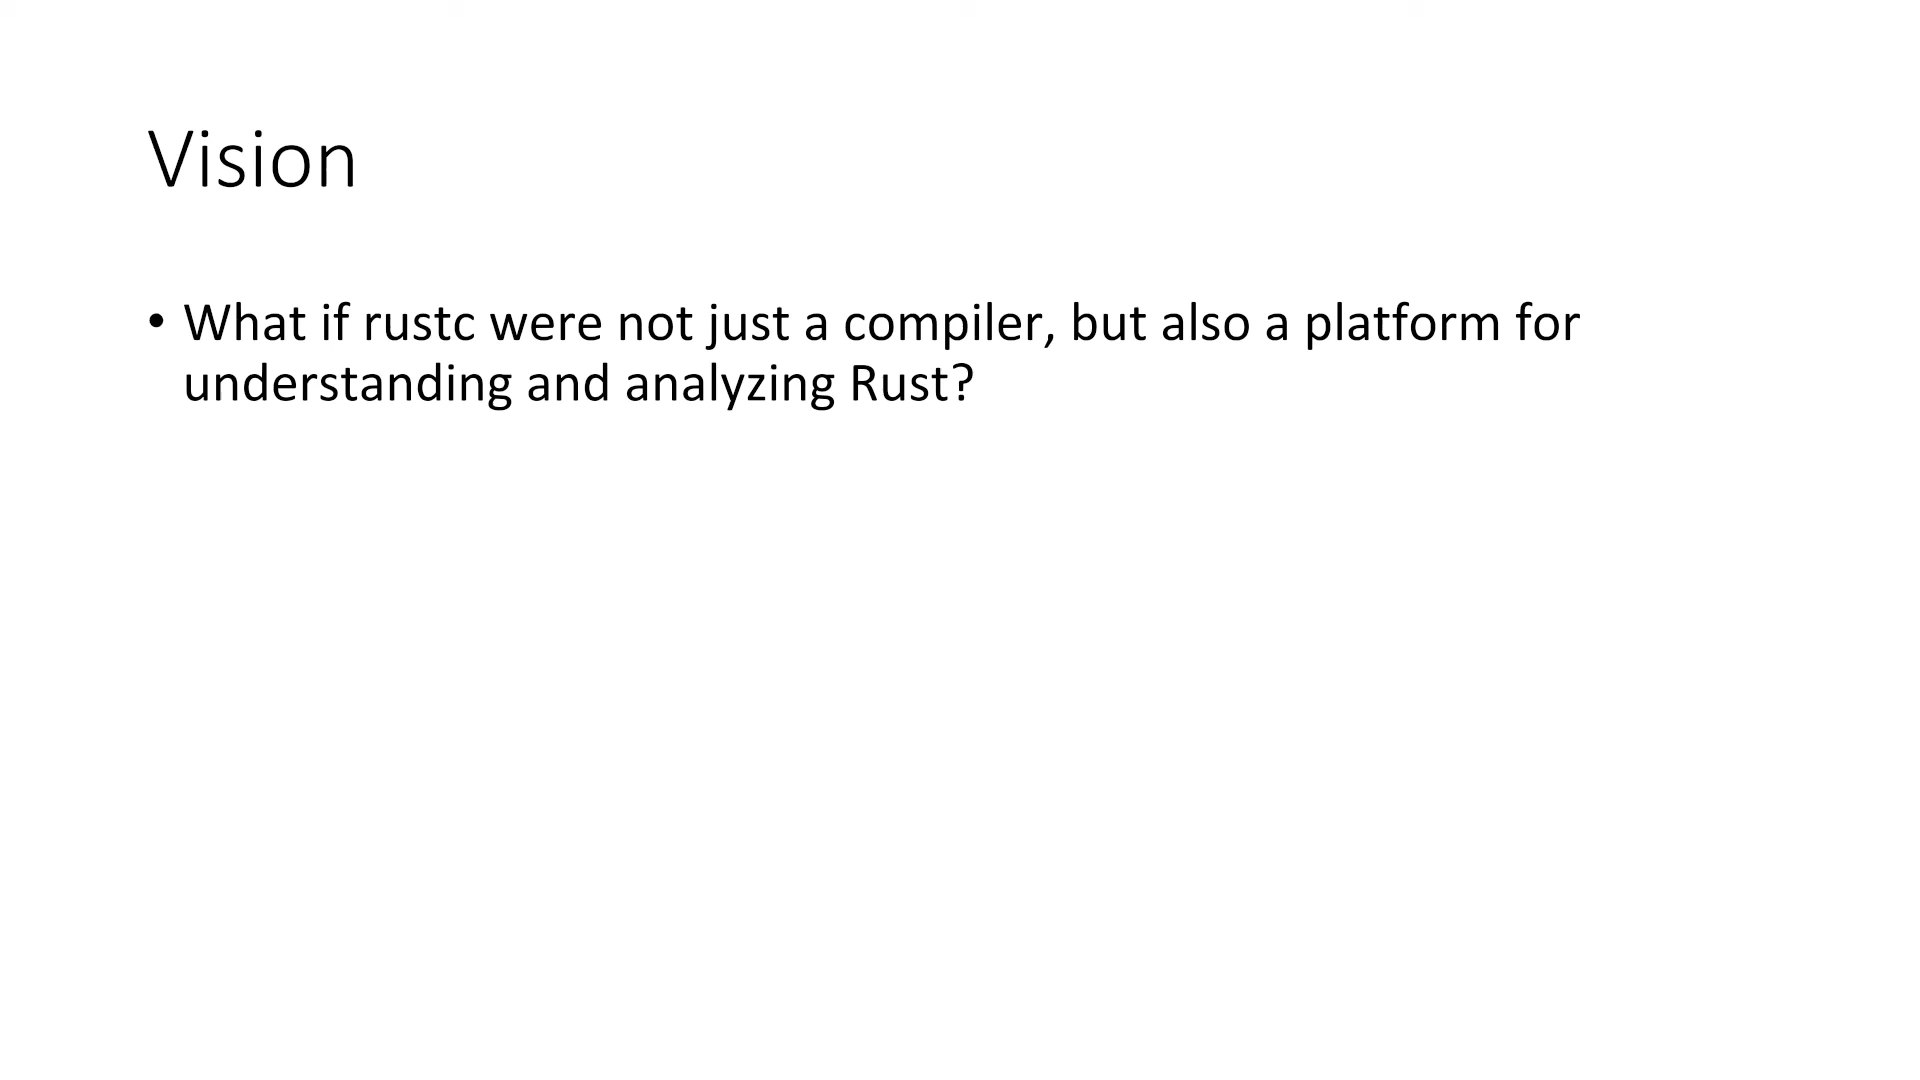 Vision
• What if rustc were not just a compiler, but also a platform for
understanding and analyzing Rust?